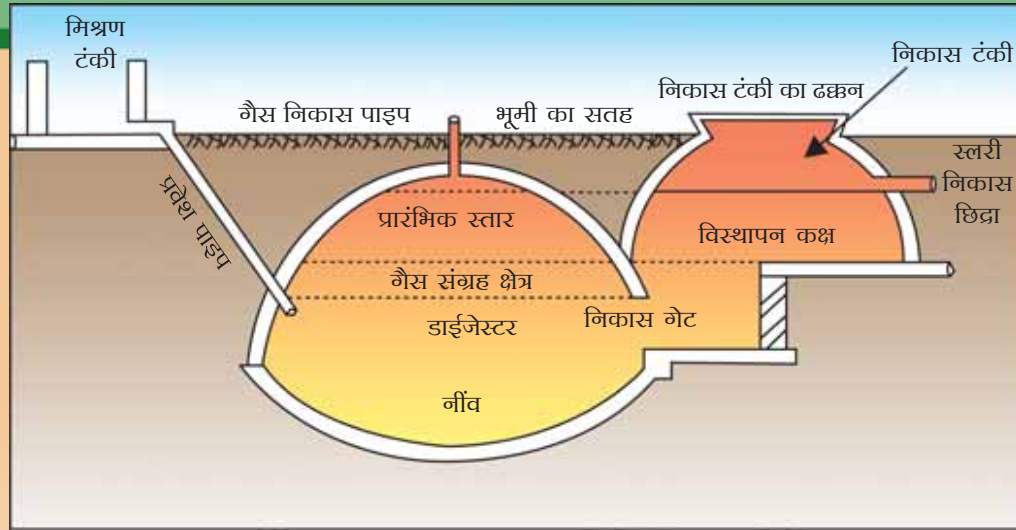 मिश्रण
टंकी
निकास टंकी
निकास टंकी का ढक्कन
गैस निकास पाइप
भूमी का सतह
स्लरी
निकास
छिद्रा
प्रवेश पाइप
प्रारंभिक स्तार
विस्थापन कक्ष
गैस संग्रह क्षेत्र
निकास गेट
डाईजेस्टर
नींव